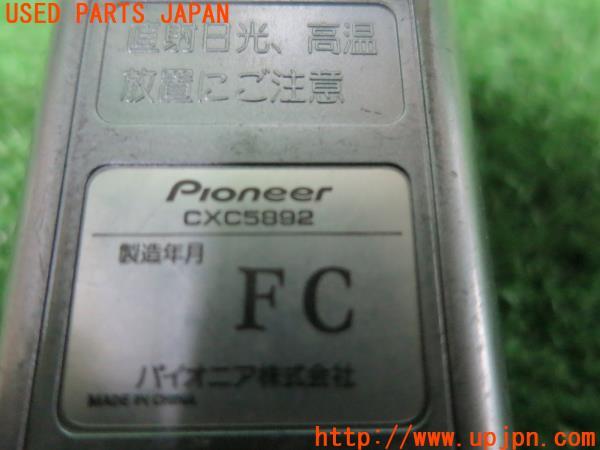 USED PARTS JAPAN
直射日光、高温
放置にご注意
Pioneer
CXC5892
製造年月
FC
パイオニア株式会社
MADE IN CHINA
http://www.upjpn.com/